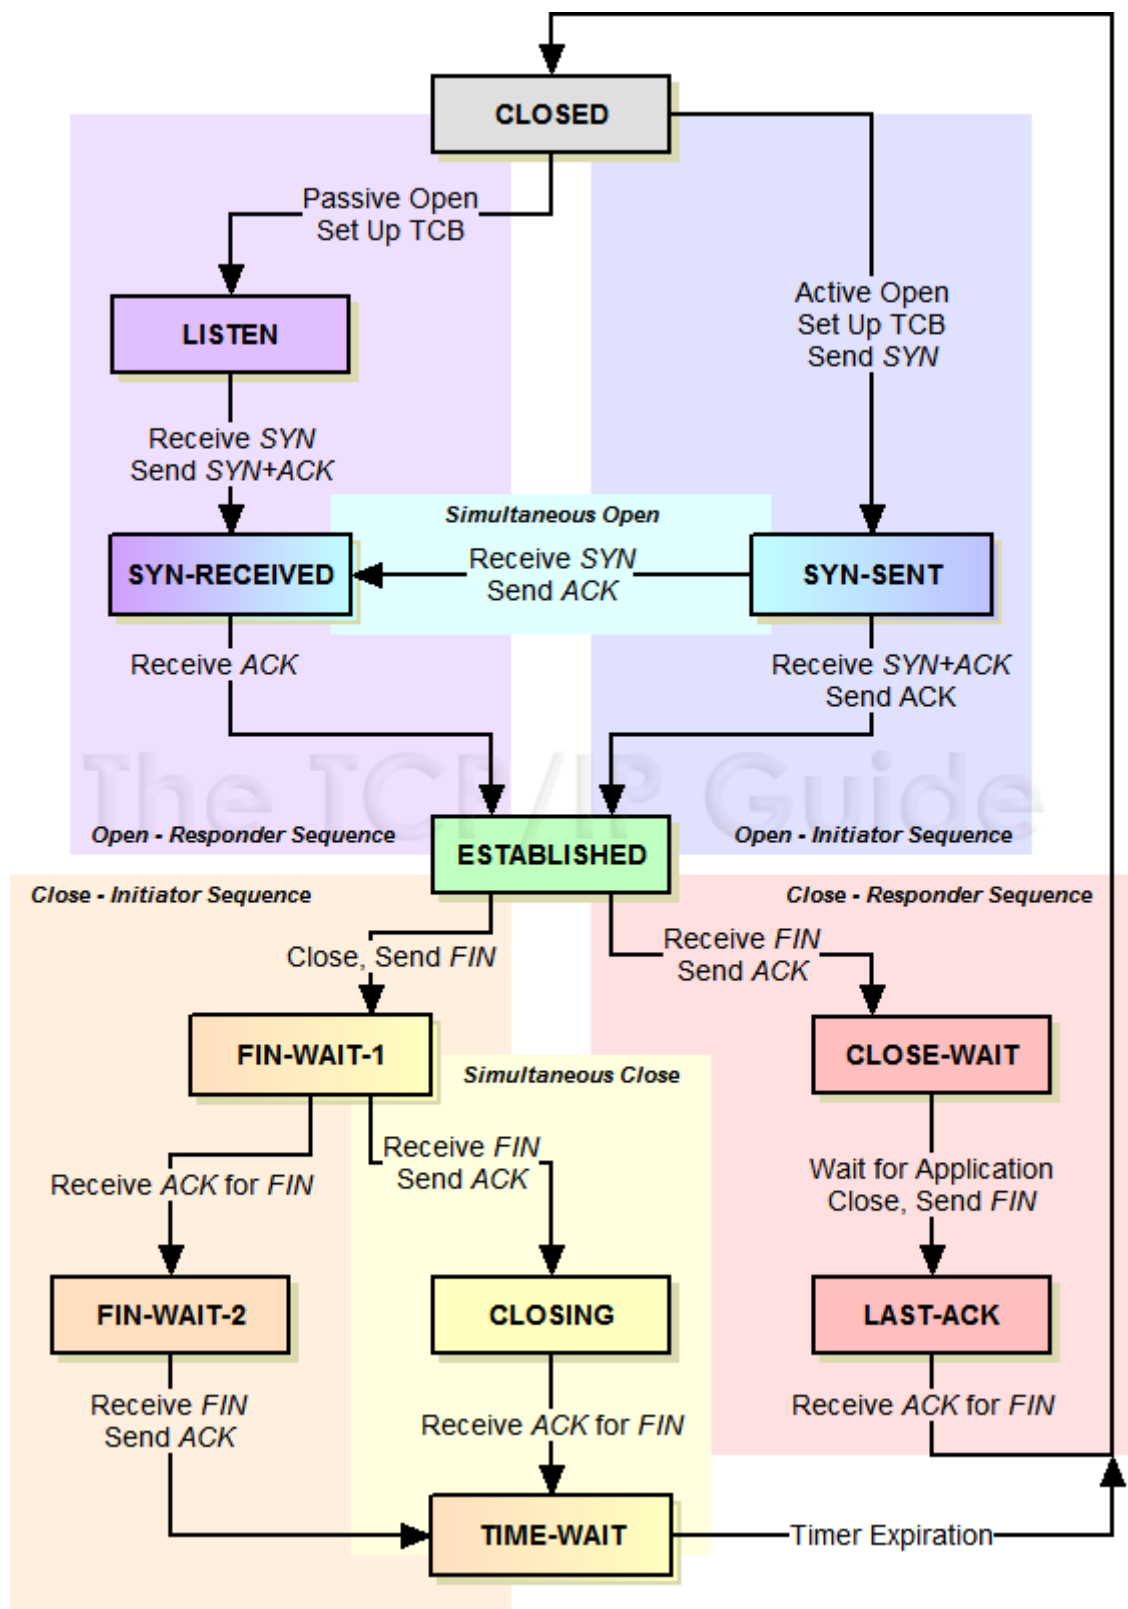 CLOSED
Passive Open
Set Up TCB
Active Open
Set Up TCB
Send SYN
LISTEN
Receive SYN
Send SYN+ACK
Simultaneous Open
SYN-RECEIVED
Receive SYN
Send ACK
SYN-SENT
Receive ACK
Receive SYN+ACK
Send ACK
The TCP/IP Guide
Open - Responder Sequence
Open - Initiator Sequence
ESTABLISHED
Close - Initiator Sequence
Close - Responder Sequence
Close, Send FIN
Receive FIN
Send ACK
FIN-WAIT-1
CLOSE-WAIT
Simultaneous Close
Receive FIN
Send ACK
Receive ACK for FIN
Wait for Application
Close, Send FIN
FIN-WAIT-2
CLOSING
LAST-ACK
Receive FIN
Send ACK
Receive ACK for FIN
Receive ACK for FIN
TIME-WAIT
Timer Expiration